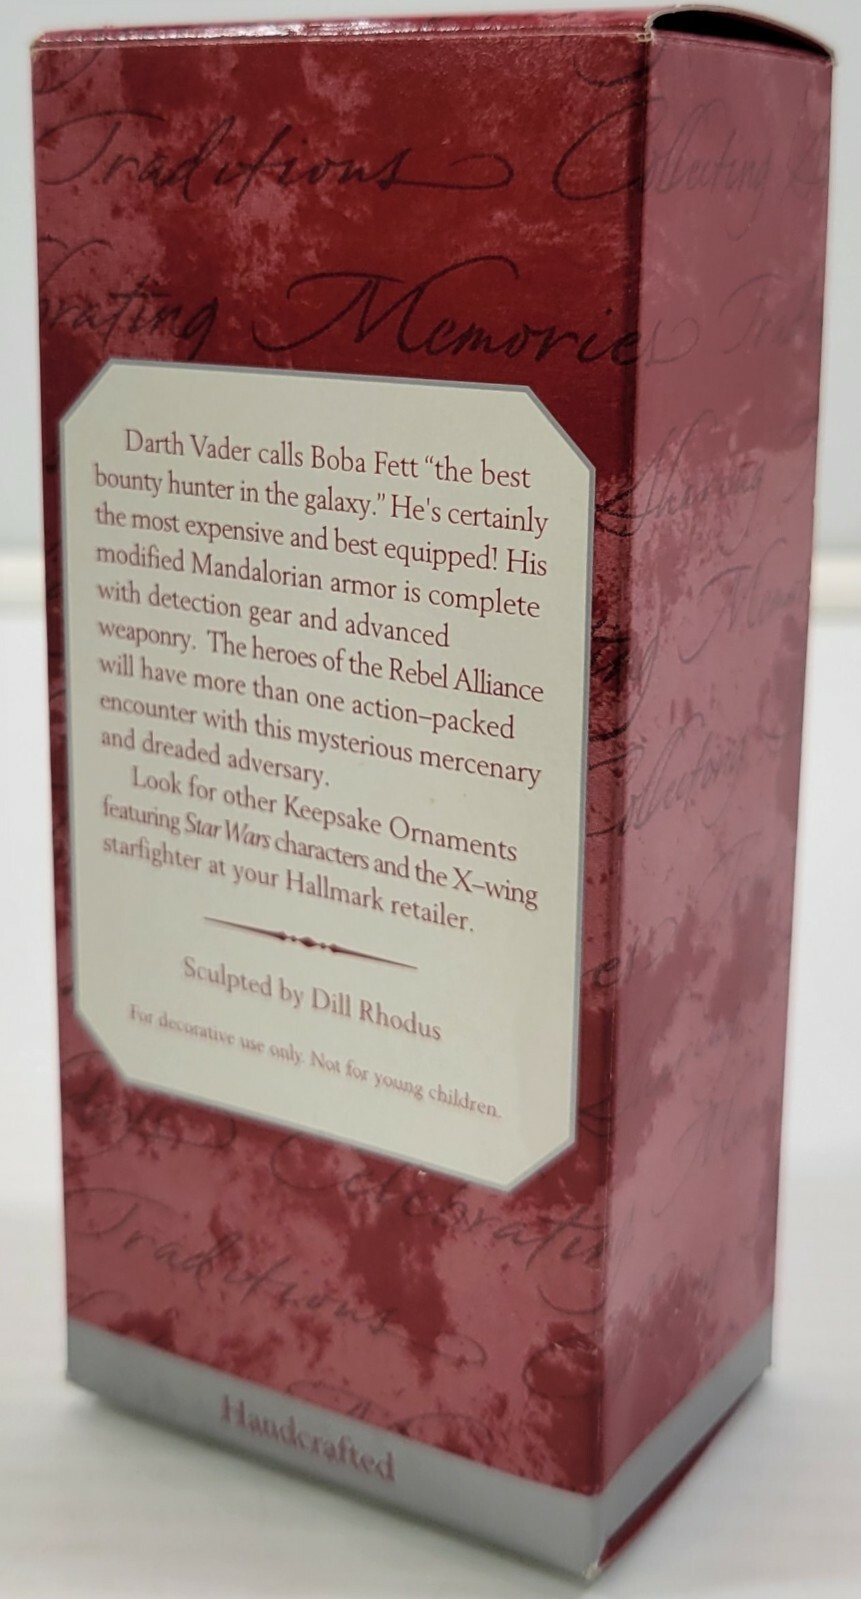 Traditions Collecting
Memories
Darth Vader calls Boba Fett “the best
bounty hunter in the galaxy.” He's certainly
the most expensive and best equipped! His
modified Mandalorian armor is complete
with detection gear and advanced
weaponry. The heroes of the Rebel Alliance
will have more than one action–packed
encounter with this mysterious mercenary
and dreaded adversary.
Look for other Keepsake Ornaments
featuring Star Wars characters and the X–wing
starfighter at your Hallmark retailer.
Sculpted by Dill Rhodus
For decorative use only. Not for young children.
Celebrating
Traditions
Handcrafted